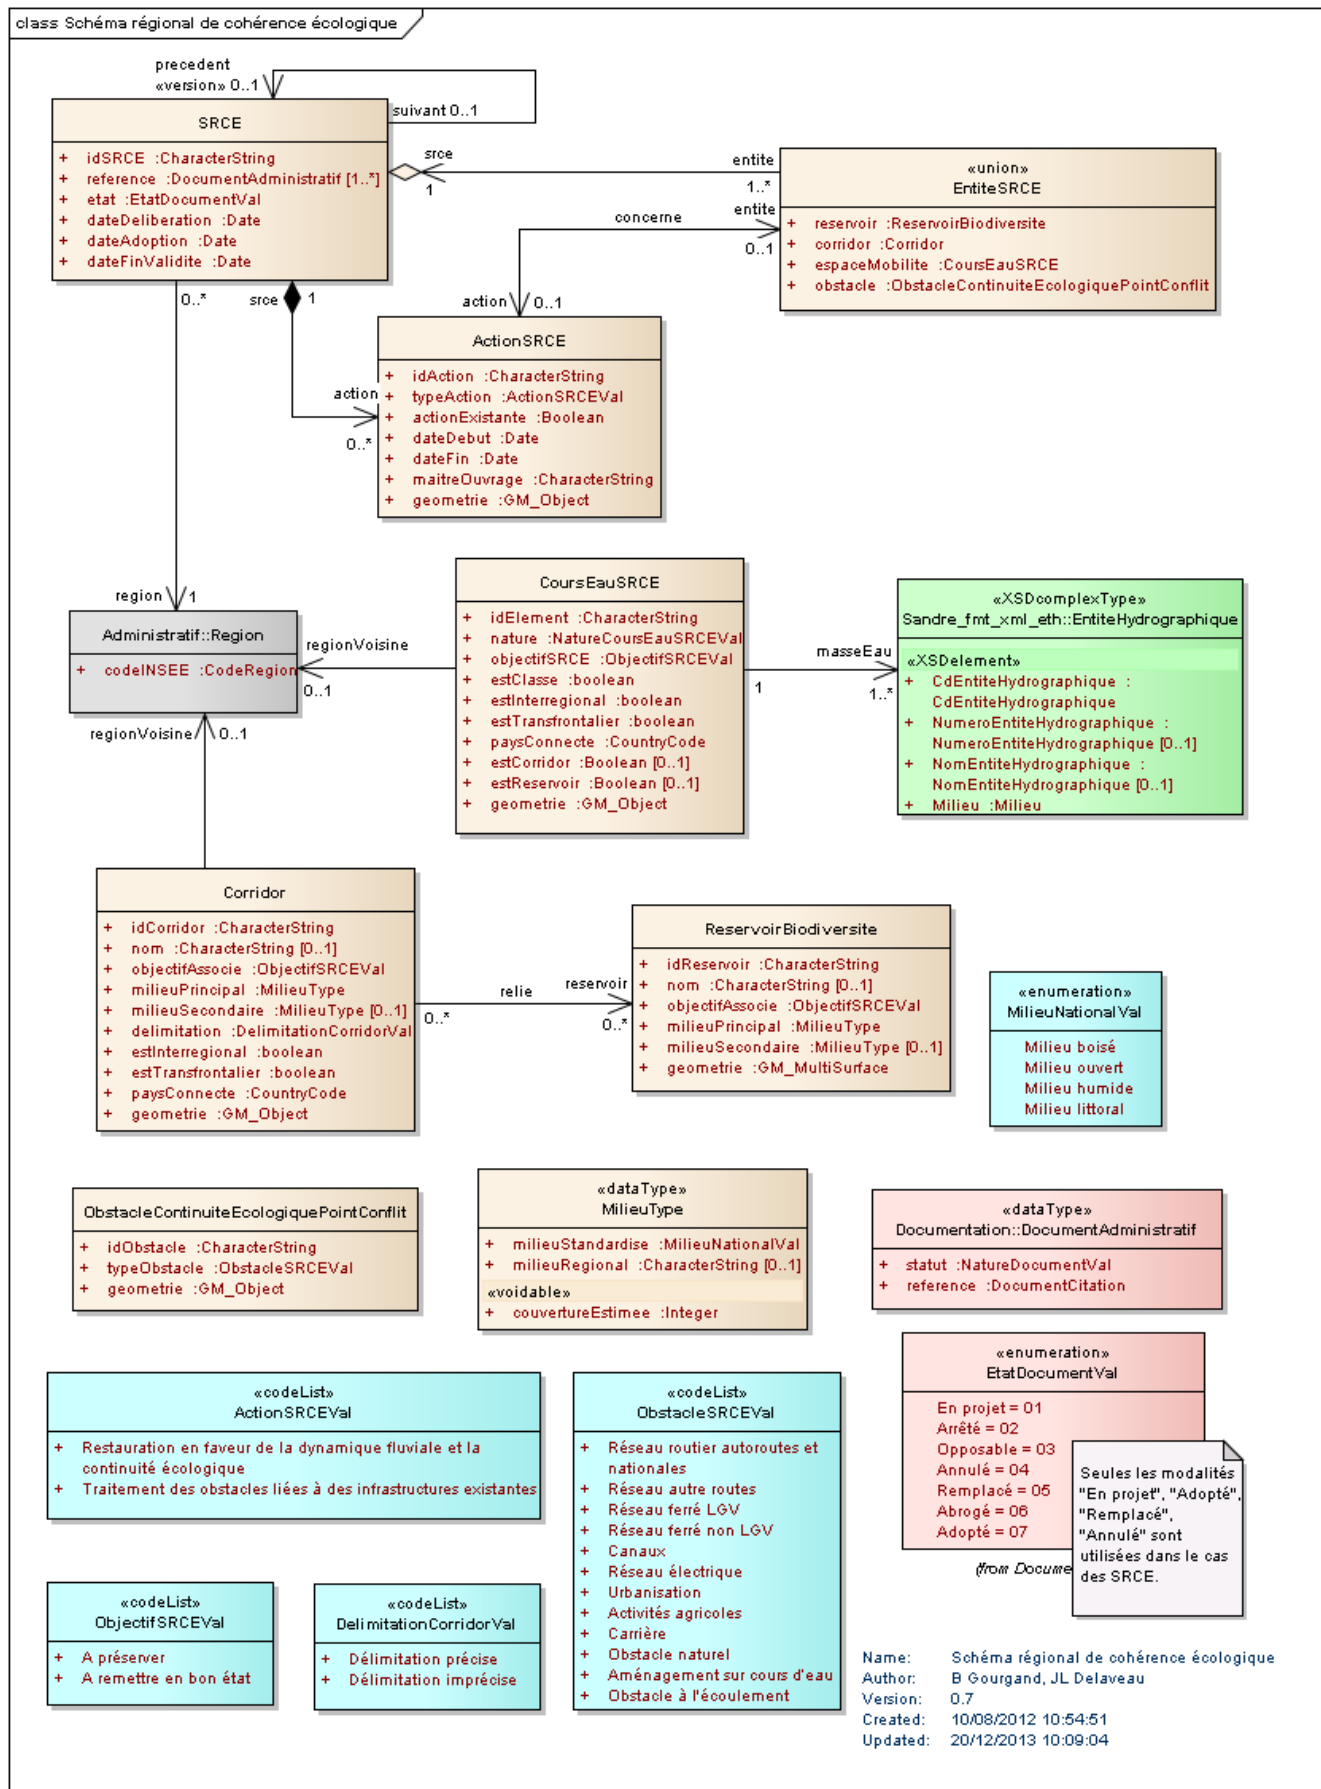 class Schéma régional de cohérence écologique
precedent
«version» 0..1
suivant 0..1
SRCE
+ idSRCE :CharacterString
+ reference :DocumentAdministratif [1..*]
+ etat :EtatDocumentVal
+ dateDeliberation :Date
+ dateAdoption :Date
+ dateFinValidite :Date
srce
1
entite
1..*
«union»
EntiteSRCE
+ reservoir :ReservoirBiodiversite
+ corridor :Corridor
+ espaceMobilite :CoursEauSRCE
+ obstacle :ObstacleContinuiteEcologiquePointConflit
concerne
entite
0..1
action
0..1
0..*
srce
1
ActionSRCE
+ idAction :CharacterString
+ typeAction :ActionSRCEVal
+ actionExistante :Boolean
+ dateDebut :Date
+ dateFin :Date
+ maitreOuvrage :CharacterString
+ geometrie :GM_Object
action
0..*
region
1
Administratif::Region
+ codeINSEE :CodeRegion
regionVoisine
0..1
regionVoisine
0..1
CoursEauSRCE
+ idElement :CharacterString
+ nature :NatureCoursEauSRCEVal
+ objectifSRCE :ObjectifSRCEVal
+ estClasse :boolean
+ estInterregional :boolean
+ estTransfrontalier :boolean
+ paysConnecte :CountryCode
+ estCorridor :Boolean [0..1]
+ estReservoir :Boolean [0..1]
+ geometrie :GM_Object
masseEau
1
1..*
«XSDcomplexType»
Sandre_fmt_xml_eth::EntiteHydrographique
«XSDelement»
+ CdEntiteHydrographique :
CdEntiteHydrographique
+ NumeroEntiteHydrographique :
NumeroEntiteHydrographique [0..1]
+ NomEntiteHydrographique :
NomEntiteHydrographique [0..1]
+ Milieu :Milieu
Corridor
+ idCorridor :CharacterString
+ nom :CharacterString [0..1]
+ objectifAssocie :ObjectifSRCEVal
+ milieuPrincipal :MilieuType
+ milieuSecondaire :MilieuType [0..1]
+ delimitation :DelimitationCorridorVal
+ estInterregional :boolean
+ estTransfrontalier :boolean
+ paysConnecte :CountryCode
+ geometrie :GM_Object
relie
0..*
reservoir
0..*
ReservoirBiodiversite
+ idReservoir :CharacterString
+ nom :CharacterString [0..1]
+ objectifAssocie :ObjectifSRCEVal
+ milieuPrincipal :MilieuType
+ milieuSecondaire :MilieuType [0..1]
+ geometrie :GM_MultiSurface
«enumeration»
MilieuNationalVal
Milieu boisé
Milieu ouvert
Milieu humide
Milieu littoral
ObstacleContinuiteEcologiquePointConflit
+ idObstacle :CharacterString
+ typeObstacle :ObstacleSRCEVal
+ geometrie :GM_Object
«dataType»
MilieuType
+ milieuStandardise :MilieuNationalVal
+ milieuRegional :CharacterString [0..1]
«voidable»
+ couvertureEstimee :Integer
«dataType»
Documentation::DocumentAdministratif
+ statut :NatureDocumentVal
+ reference :DocumentCitation
«codeList»
ActionSRCEVal
+ Restauration en faveur de la dynamique fluviale et la
continuité écologique
+ Traitement des obstacles liées à des infrastructures existantes
«codeList»
ObstacleSRCEVal
+ Réseau routier autoroutes et
nationales
+ Réseau autre routes
+ Réseau ferré LGV
+ Réseau ferré non LGV
+ Canaux
+ Réseau électrique
+ Urbanisation
+ Activités agricoles
+ Carrière
+ Obstacle naturel
+ Aménagement sur cours d'eau
+ Obstacle à l'écoulement
«enumeration»
EtatDocumentVal
En projet = 01
Arrêté = 02
Opposable = 03
Annulé = 04
Remplacé = 05
Abrogé = 06
Adopté = 07
(from Docume
Seules les modalités
"En projet", "Adopté",
"Remplacé",
"Annulé" sont
utilisées dans le cas
des SRCE.
«codeList»
ObjectifSRCEVal
+ A préserver
+ A remettre en bon état
«codeList»
DelimitationCorridorVal
+ Délimitation précise
+ Délimitation imprécise
Name: Schéma régional de cohérence écologique
Author: B Gourgand, JL Delaveau
Version: 0.7
Created: 10/08/2012 10:54:51
Updated: 20/12/2013 10:09:04